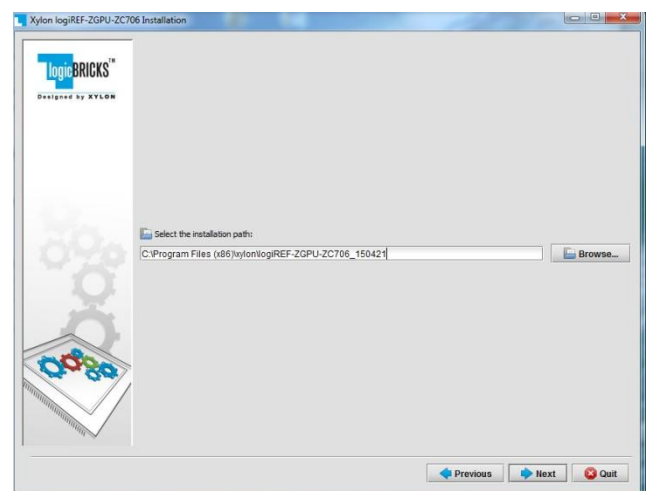 Xylon logiREF-ZGPU-ZC706 Installation
logicBRICKS™
Designed by XYLON
Select the installation path:
C:\Program Files (x86)\xylon\logiREF-ZGPU-ZC706_150421
Browse...
Previous
Next
Quit